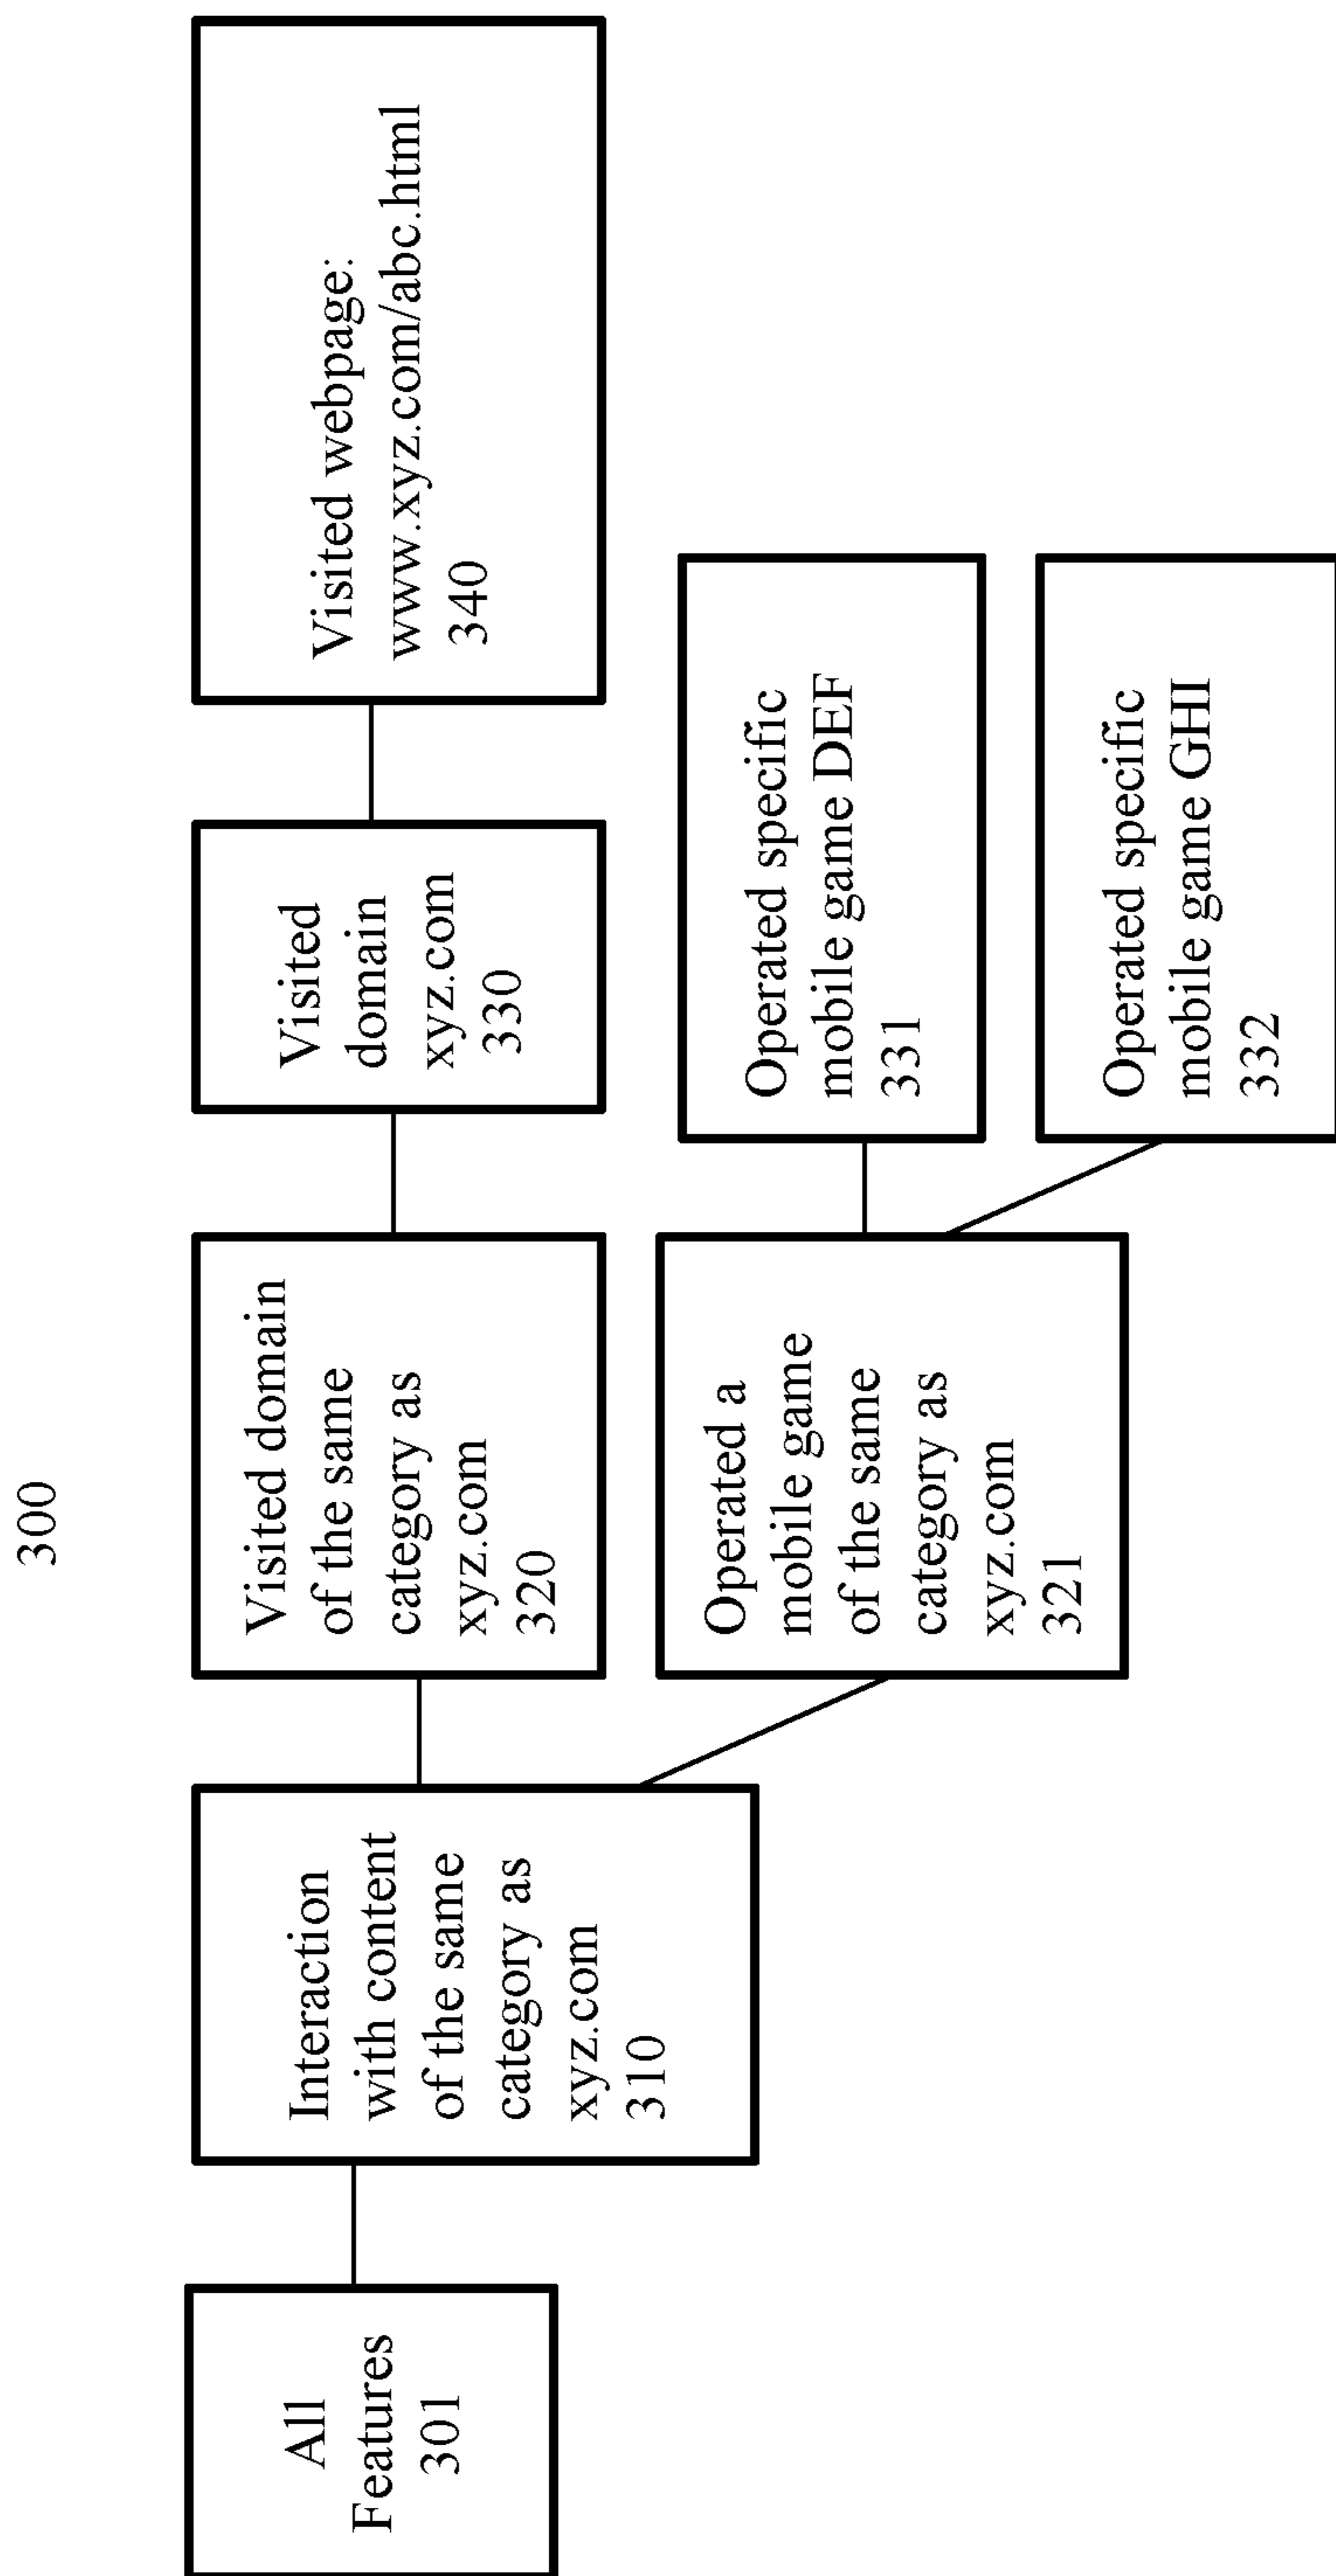 300
All
Features
301
Interaction
with content
of the same
category as
xyz.com
310
Visited domain
of the same
category as
xyz.com
320
Visited
domain
xyz.com
330
Visited webpage:
www.xyz.com/abc.html
340
Operated a
mobile game
of the same
category as
xyz.com
321
Operated specific
mobile game DEF
331
Operated specific
mobile game GHI
332